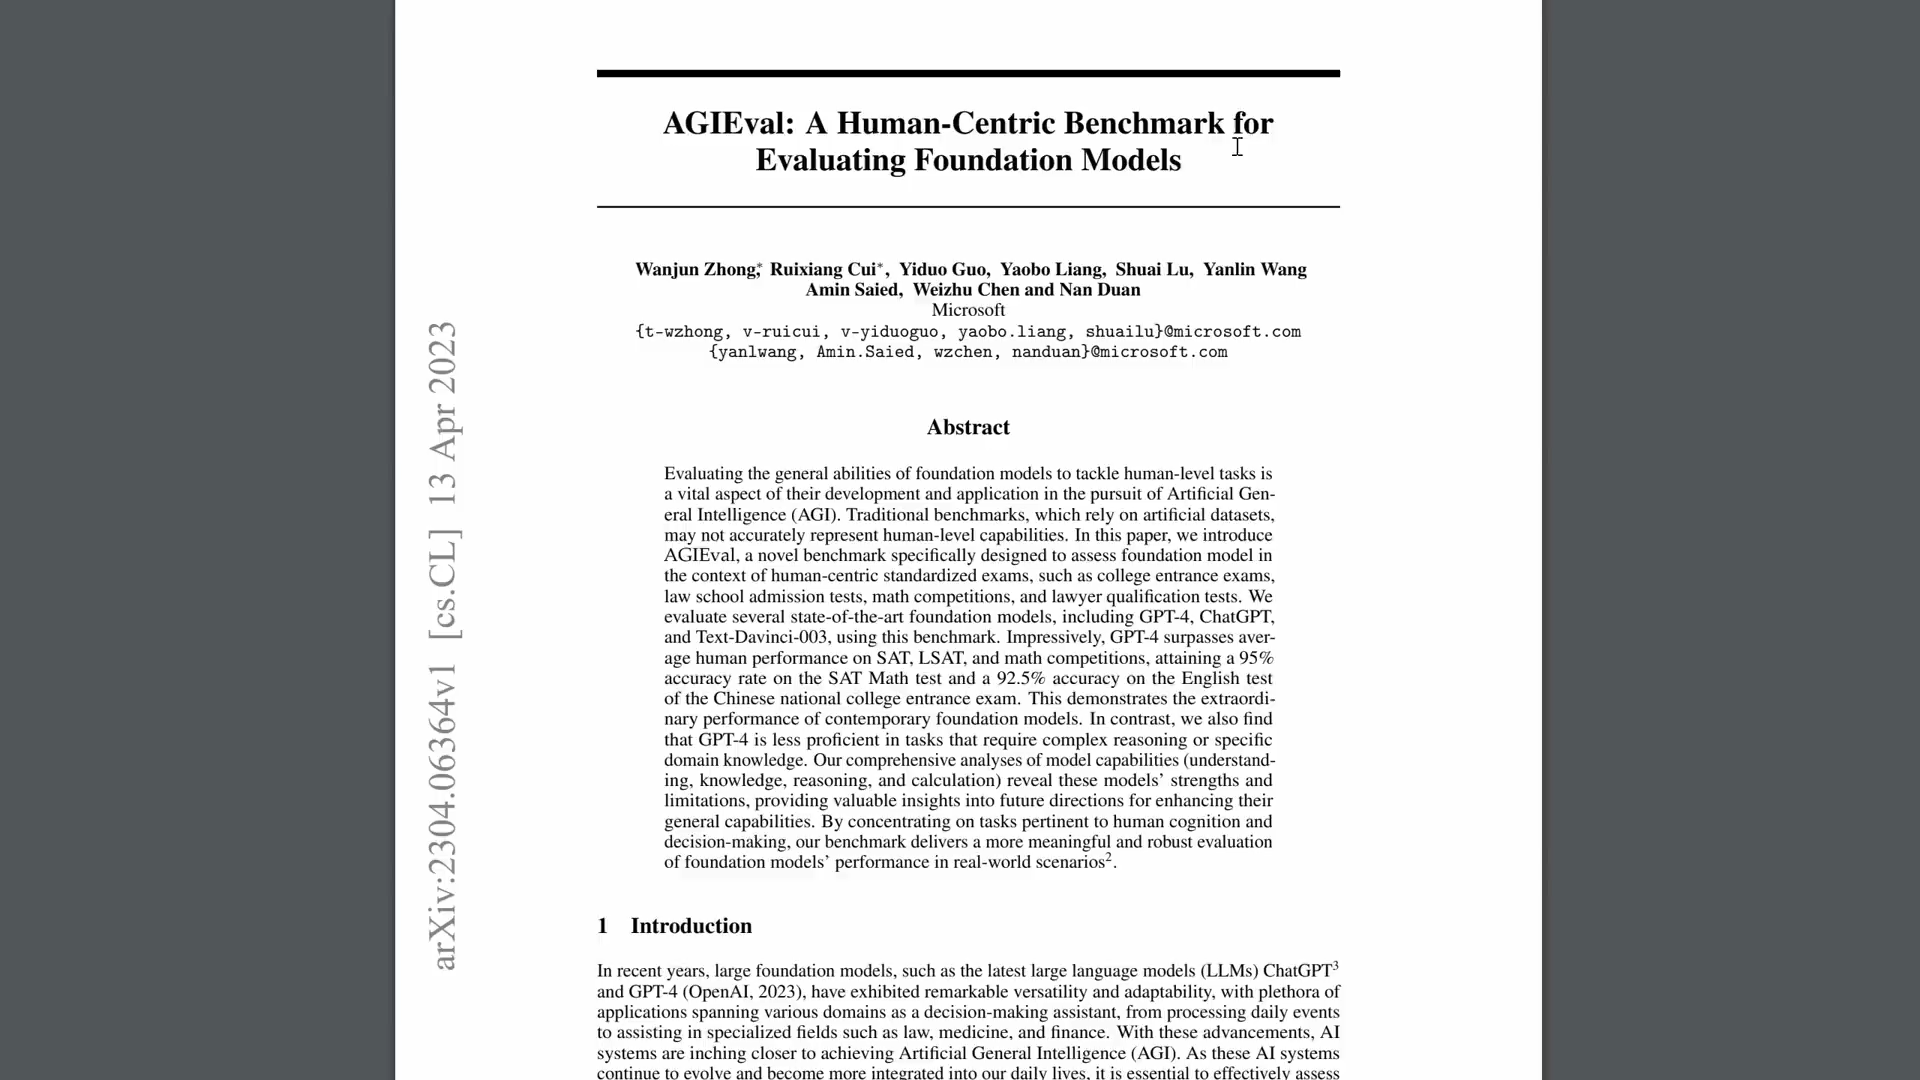 AGIEval: A Human-Centric Benchmark for
Evaluating Foundation Models
Wanjun Zhong*, Ruixiang Cui*, Yiduo Guo, Yaobo Liang, Shuai Lu, Yanlin Wang
Amin Saied, Weizhu Chen and Nan Duan
Microsoft
{t-wzhong, v-ruicui, v-yiduoguo, yaobo.liang, shuailu}@microsoft.com
{yanlwang, Amin.Saied, wzchen, nanduan}@microsoft.com
arXiv:2304.06364v1 [cs.CL] 13 Apr 2023
Abstract
Evaluating the general abilities of foundation models to tackle human-level tasks is
a vital aspect of their development and application in the pursuit of Artificial Gen-
eral Intelligence (AGI). Traditional benchmarks, which rely on artificial datasets,
may not accurately represent human-level capabilities. In this paper, we introduce
AGIEval, a novel benchmark specifically designed to assess foundation model in
the context of human-centric standardized exams, such as college entrance exams,
law school admission tests, math competitions, and lawyer qualification tests. We
evaluate several state-of-the-art foundation models, including GPT-4, ChatGPT,
and Text-Davinci-003, using this benchmark. Impressively, GPT-4 surpasses aver-
age human performance on SAT, LSAT, and math competitions, attaining a 95%
accuracy rate on the SAT Math test and a 92.5% accuracy on the English test
of the Chinese national college entrance exam. This demonstrates the extraordi-
nary performance of contemporary foundation models. In contrast, we also find
that GPT-4 is less proficient in tasks that require complex reasoning or specific
domain knowledge. Our comprehensive analyses of model capabilities (understand-
ing, knowledge, reasoning, and calculation) reveal these models' strengths and
limitations, providing valuable insights into future directions for enhancing their
general capabilities. By concentrating on tasks pertinent to human cognition and
decision-making, our benchmark delivers a more meaningful and robust evaluation
of foundation models' performance in real-world scenarios².
1 Introduction
In recent years, large foundation models, such as the latest large language models (LLMs) ChatGPT³
and GPT-4 (OpenAI, 2023), have exhibited remarkable versatility and adaptability, with plethora of
applications spanning various domains as a decision-making assistant, from processing daily events
to assisting in specialized fields such as law, medicine, and finance. With these advancements, AI
systems are inching closer to achieving Artificial General Intelligence (AGI). As these AI systems
continue to evolve and become more integrated into our daily lives, it is essential to effectively assess